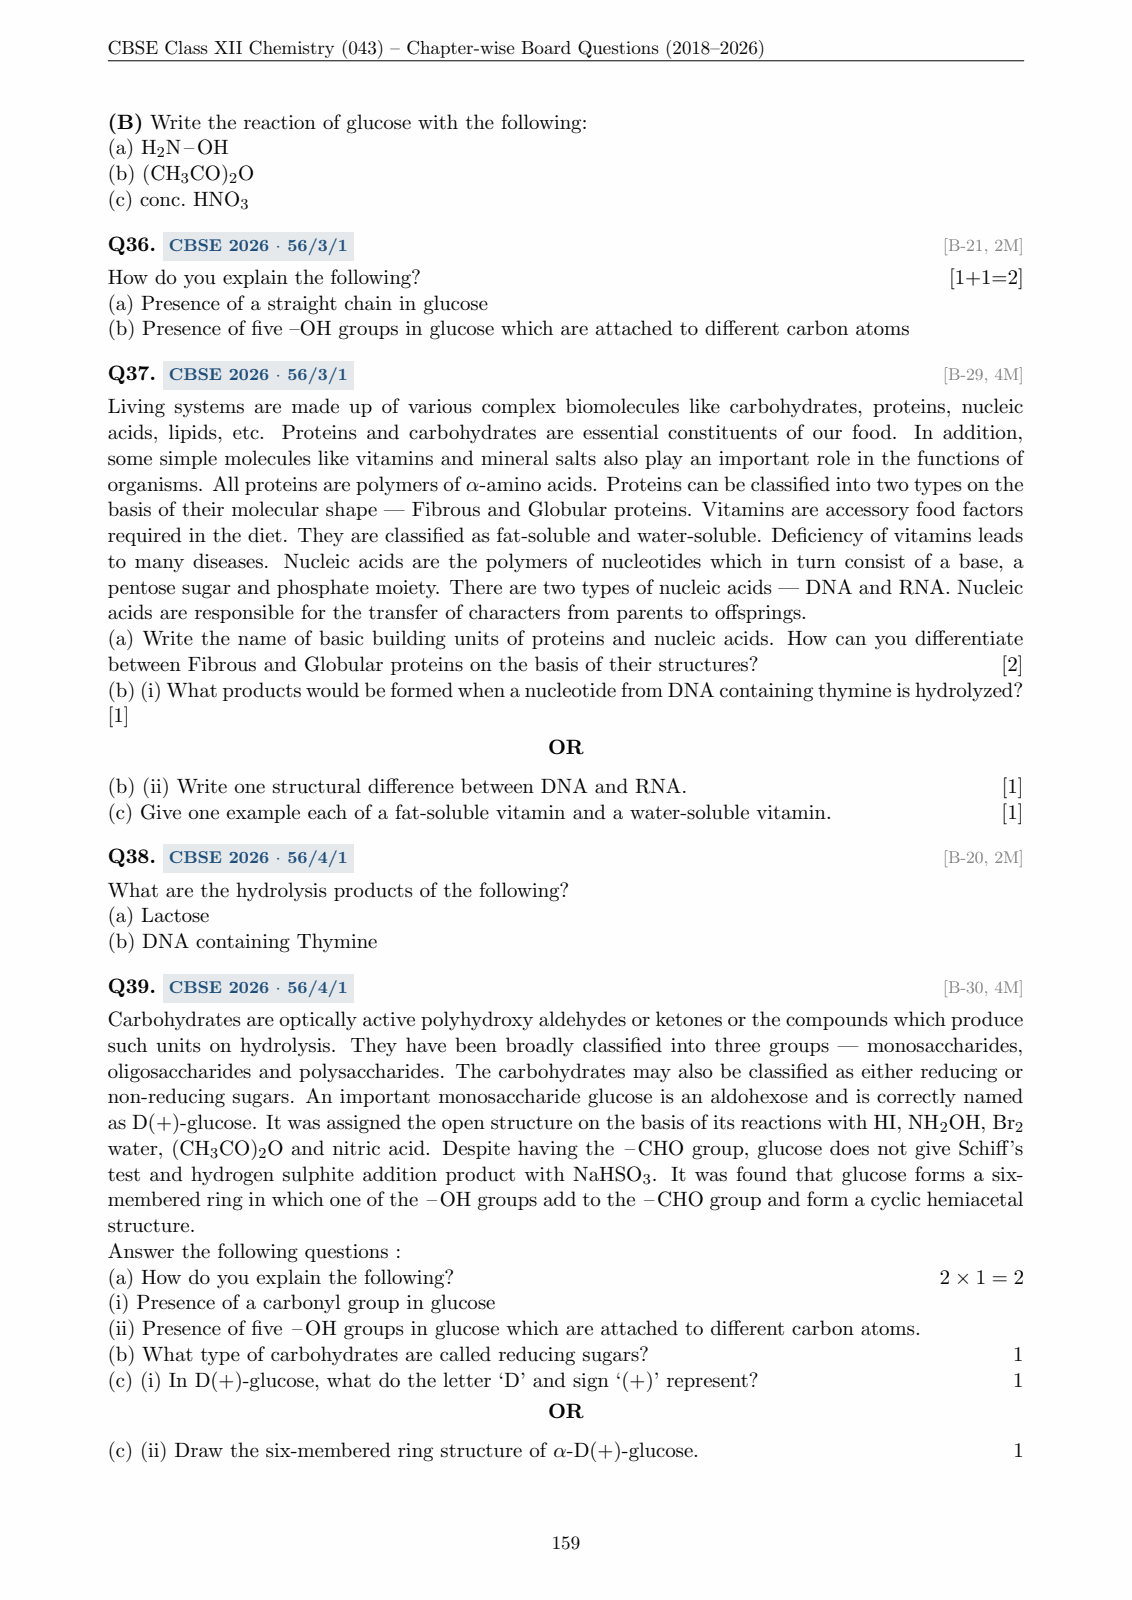 CBSE Class XII Chemistry (043) – Chapter-wise Board Questions (2018–2026)
(B) Write the reaction of glucose with the following:
(a) H₂N–OH
(b) (CH₃CO)₂O
(c) conc. HNO₃
Q36. CBSE 2026 · 56/3/1 [B-21, 2M]
How do you explain the following? [1+1=2]
(a) Presence of a straight chain in glucose
(b) Presence of five –OH groups in glucose which are attached to different carbon atoms
Q37. CBSE 2026 · 56/3/1 [B-29, 4M]
Living systems are made up of various complex biomolecules like carbohydrates, proteins, nucleic
acids, lipids, etc. Proteins and carbohydrates are essential constituents of our food. In addition,
some simple molecules like vitamins and mineral salts also play an important role in the functions of
organisms. All proteins are polymers of α-amino acids. Proteins can be classified into two types on the
basis of their molecular shape — Fibrous and Globular proteins. Vitamins are accessory food factors
required in the diet. They are classified as fat-soluble and water-soluble. Deficiency of vitamins leads
to many diseases. Nucleic acids are the polymers of nucleotides which in turn consist of a base, a
pentose sugar and phosphate moiety. There are two types of nucleic acids — DNA and RNA. Nucleic
acids are responsible for the transfer of characters from parents to offsprings.
(a) Write the name of basic building units of proteins and nucleic acids. How can you differentiate
between Fibrous and Globular proteins on the basis of their structures? [2]
(b) (i) What products would be formed when a nucleotide from DNA containing thymine is hydrolyzed?
[1]
OR
(b) (ii) Write one structural difference between DNA and RNA. [1]
(c) Give one example each of a fat-soluble vitamin and a water-soluble vitamin. [1]
Q38. CBSE 2026 · 56/4/1 [B-20, 2M]
What are the hydrolysis products of the following?
(a) Lactose
(b) DNA containing Thymine
Q39. CBSE 2026 · 56/4/1 [B-30, 4M]
Carbohydrates are optically active polyhydroxy aldehydes or ketones or the compounds which produce
such units on hydrolysis. They have been broadly classified into three groups — monosaccharides,
oligosaccharides and polysaccharides. The carbohydrates may also be classified as either reducing or
non-reducing sugars. An important monosaccharide glucose is an aldohexose and is correctly named
as D(+)-glucose. It was assigned the open structure on the basis of its reactions with HI, NH₂OH, Br₂
water, (CH₃CO)₂O and nitric acid. Despite having the –CHO group, glucose does not give Schiff's
test and hydrogen sulphite addition product with NaHSO₃. It was found that glucose forms a six-
membered ring in which one of the –OH groups add to the –CHO group and form a cyclic hemiacetal
structure.
Answer the following questions :
(a) How do you explain the following? 2 × 1 = 2
(i) Presence of a carbonyl group in glucose
(ii) Presence of five –OH groups in glucose which are attached to different carbon atoms.
(b) What type of carbohydrates are called reducing sugars? 1
(c) (i) In D(+)-glucose, what do the letter ‘D’ and sign ‘(+)’ represent? 1
OR
(c) (ii) Draw the six-membered ring structure of α-D(+)-glucose. 1
159